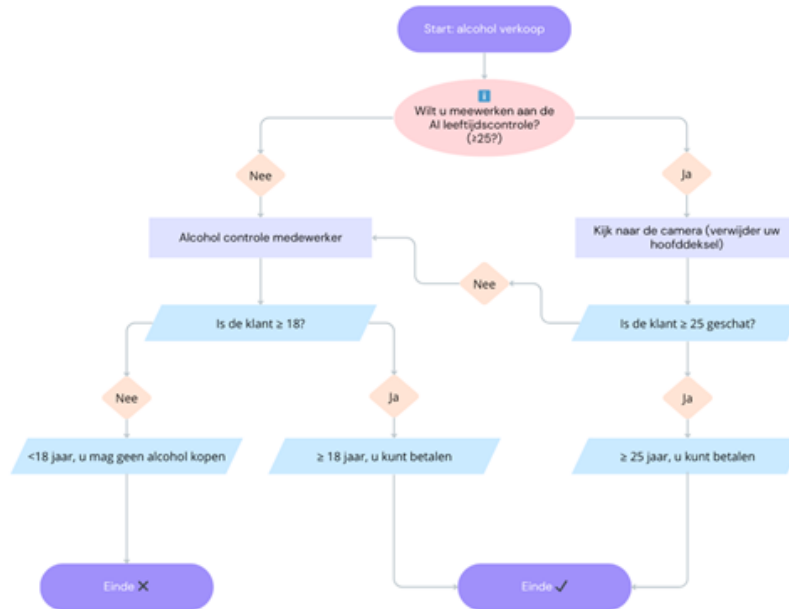 Start: alcohol verkoop
ℹ️
Wilt u meewerken aan de
AI leeftijdscontrole?
(≥25?)
Nee
Ja
Alcohol controle medewerker
Kijk naar de camera (verwijder uw
hoofddeksel)
Nee
Is de klant ≥ 18?
Is de klant ≥ 25 geschat?
Nee
Ja
Ja
<18 jaar, u mag geen alcohol kopen
≥ 18 jaar, u kunt betalen
≥ 25 jaar, u kunt betalen
Einde ✕
Einde ✓